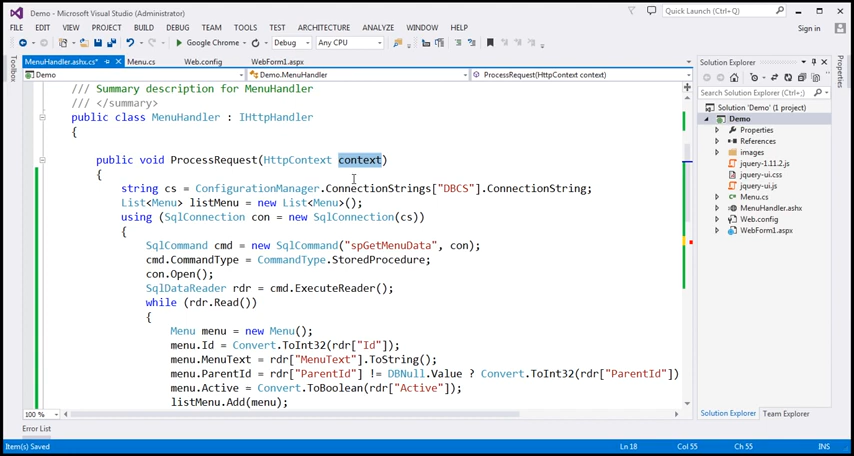 Demo - Microsoft Visual Studio (Administrator)
Quick Launch (Ctrl+;)
FILE EDIT VIEW PROJECT BUILD DEBUG TEAM TOOLS TEST ARCHITECTURE ANALYZE WINDOW HELP
Sign in
Google Chrome Debug Any CPU
Toolbox
MenuHandler.ashx.cs* Menu.cs Web.config WebForm1.aspx
Demo Demo.MenuHandler ProcessRequest(HttpContext context)
/// Summary description for MenuHandler
/// </summary>
public class MenuHandler : IHttpHandler
{
public void ProcessRequest(HttpContext context)
{
string cs = ConfigurationManager.ConnectionStrings["DBCS"].ConnectionString;
List<Menu> listMenu = new List<Menu>();
using (SqlConnection con = new SqlConnection(cs))
{
SqlCommand cmd = new SqlCommand("spGetMenuData", con);
cmd.CommandType = CommandType.StoredProcedure;
con.Open();
SqlDataReader rdr = cmd.ExecuteReader();
while (rdr.Read())
{
Menu menu = new Menu();
menu.Id = Convert.ToInt32(rdr["Id"]);
menu.MenuText = rdr["MenuText"].ToString();
menu.ParentId = rdr["ParentId"] != DBNull.Value ? Convert.ToInt32(rdr["ParentId"])
menu.Active = Convert.ToBoolean(rdr["Active"]);
listMenu.Add(menu);
100 %
Solution Explorer
Search Solution Explorer (Ctrl+;)
Solution 'Demo' (1 project)
Demo
Properties
References
images
jquery-1.11.2.js
jquery-ui.css
jquery-ui.js
Menu.cs
MenuHandler.ashx
Web.config
WebForm1.aspx
Solution Explorer Team Explorer
Properties
Error List
Item(s) Saved Ln 18 Col 55 Ch 55 INS